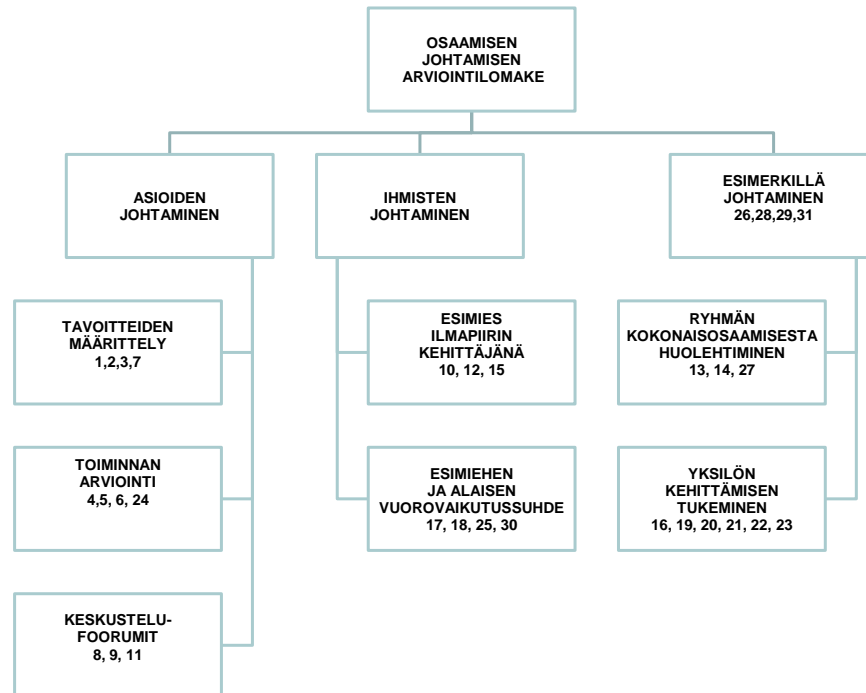 OSAAMISEN
JOHTAMISEN
ARVIOINTILOMAKE
ASIOIDEN
JOHTAMINEN
IHMISTEN
JOHTAMINEN
ESIMERKILLÄ
JOHTAMINEN
26,28,29,31
TAVOITTEIDEN
MÄÄRITTELY
1,2,3,7
ESIMIES
ILMAPIIRIN
KEHITTÄJÄNÄ
10, 12, 15
RYHMÄN
KOKONAISOSAAMISESTA
HUOLEHTIMINEN
13, 14, 27
TOIMINNAN
ARVIOINTI
4,5, 6, 24
ESIMIEHEN
JA ALAISEN
VUOROVAIKUTUSSUHDE
17, 18, 25, 30
YKSILÖN
KEHITTÄMISEN
TUKEMINEN
16, 19, 20, 21, 22, 23
KESKUSTELU-
FOORUMIT
8, 9, 11